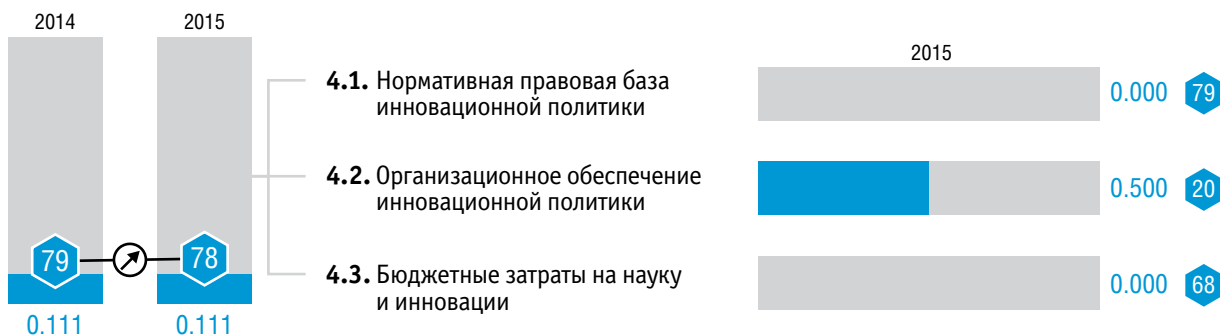 2014 2015
79 78
0.111 0.111
4.1. Нормативная правовая база
инновационной политики
4.2. Организационное обеспечение
инновационной политики
4.3. Бюджетные затраты на науку
и инновации
2015
0.000 79
0.500 20
0.000 68